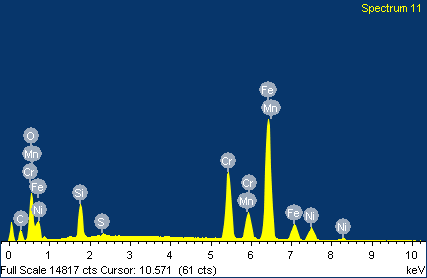 Spectrum 11
Fe
Mn
O
Mn
Cr
Fe
Ni
C
Si
S
Cr
Cr
Mn
Fe
Ni
Ni
0 1 2 3 4 5 6 7 8 9 10
Full Scale 14817 cts Cursor: 10.571 (61 cts) keV